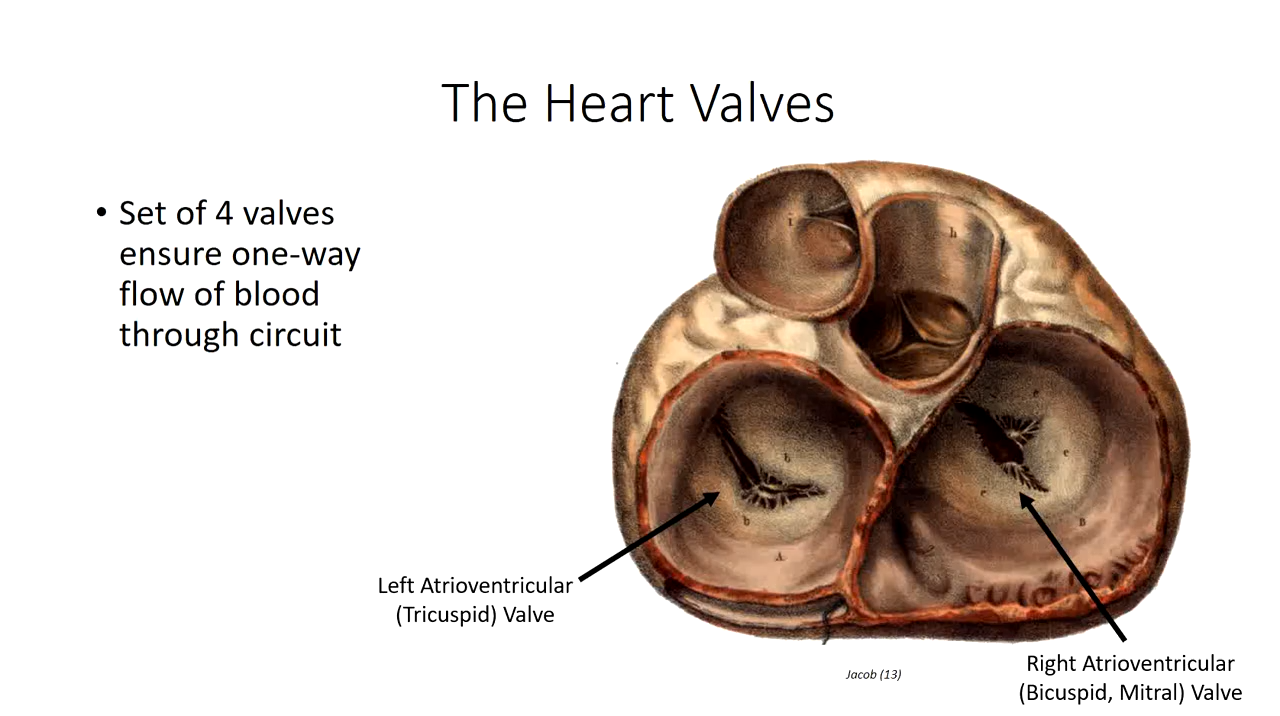 The Heart Valves
• Set of 4 valves
ensure one-way
flow of blood
through circuit
i
h
e
b
e
e
b
B
A
Left Atrioventricular
(Tricuspid) Valve
Jacob (13)
Right Atrioventricular
(Bicuspid, Mitral) Valve